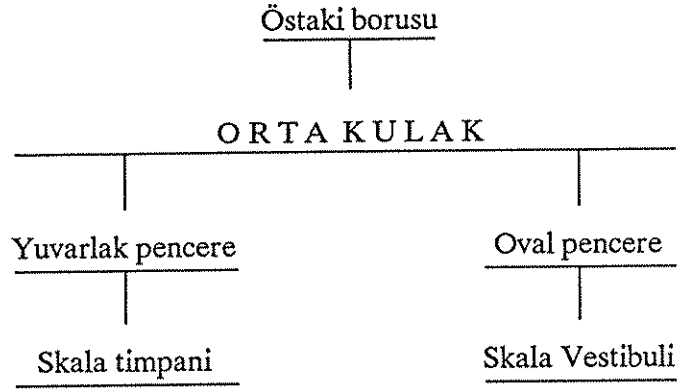 Östaki borusu
ORTA KULAK
Yuvarlak pencere
Oval pencere
Skala timpani
Skala Vestibuli